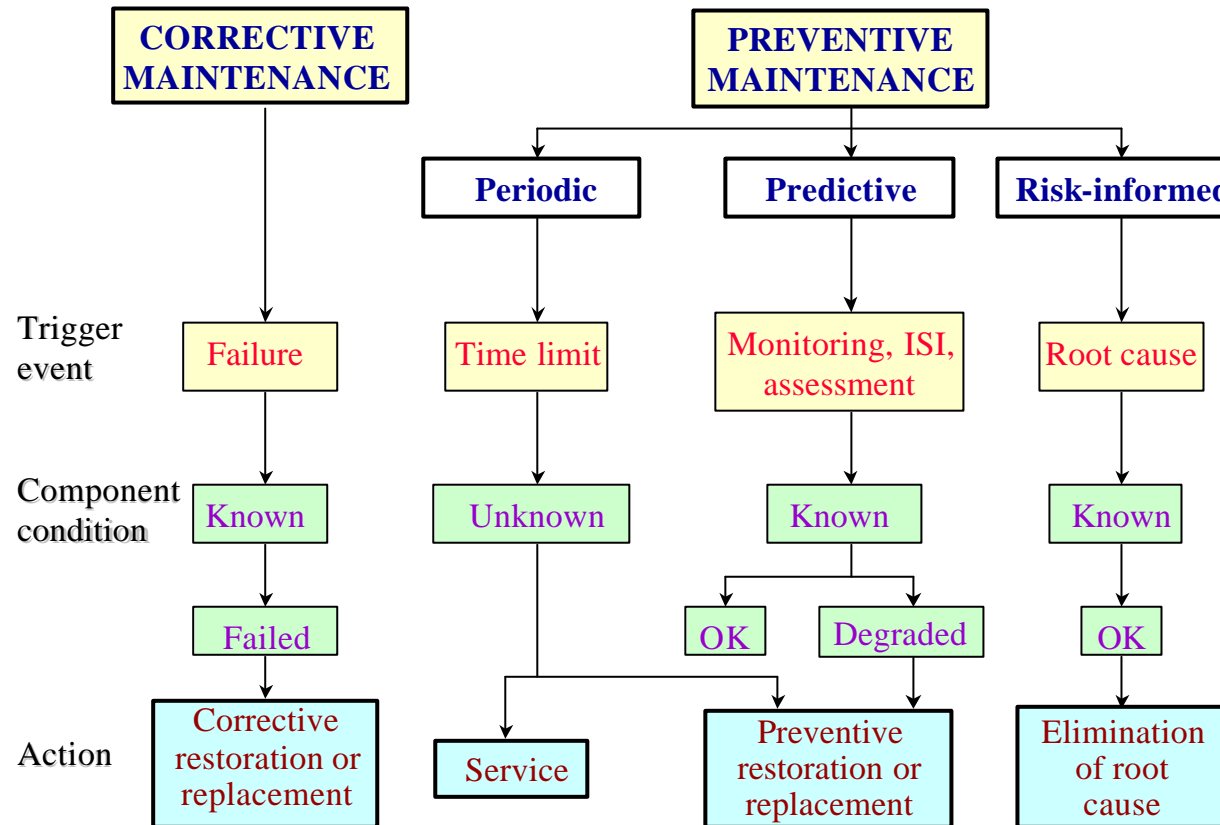 CORRECTIVE
MAINTENANCE
PREVENTIVE
MAINTENANCE
Periodic
Predictive
Risk-informed
Trigger
event
Failure
Time limit
Monitoring, ISI,
assessment
Root cause
Component
condition
Known
Unknown
Known
Known
Failed
OK
Degraded
OK
Action
Corrective
restoration or
replacement
Service
Preventive
restoration or
replacement
Elimination
of root
cause